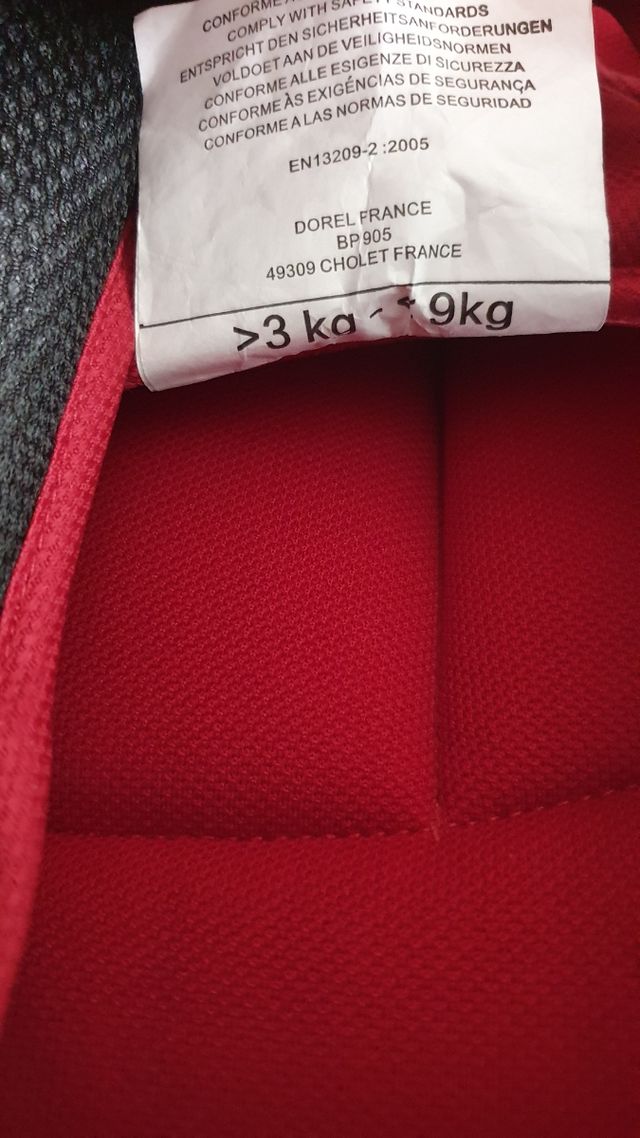 CONFORME A
COMPLY WITH SAFETY STANDARDS
ENTSPRICHT DEN SICHERHEITSANFORDERUNGEN
VOLDOET AAN DE VEILIGHEIDSNORMEN
CONFORME ALLE ESIGENZE DI SICUREZZA
CONFORME ÀS EXIGÉNCIAS DE SEGURANÇA
CONFORME A LAS NORMAS DE SEGURIDAD
EN13209-2 :2005
DOREL FRANCE
BP 905
49309 CHOLET FRANCE
>3 kg - < 9kg